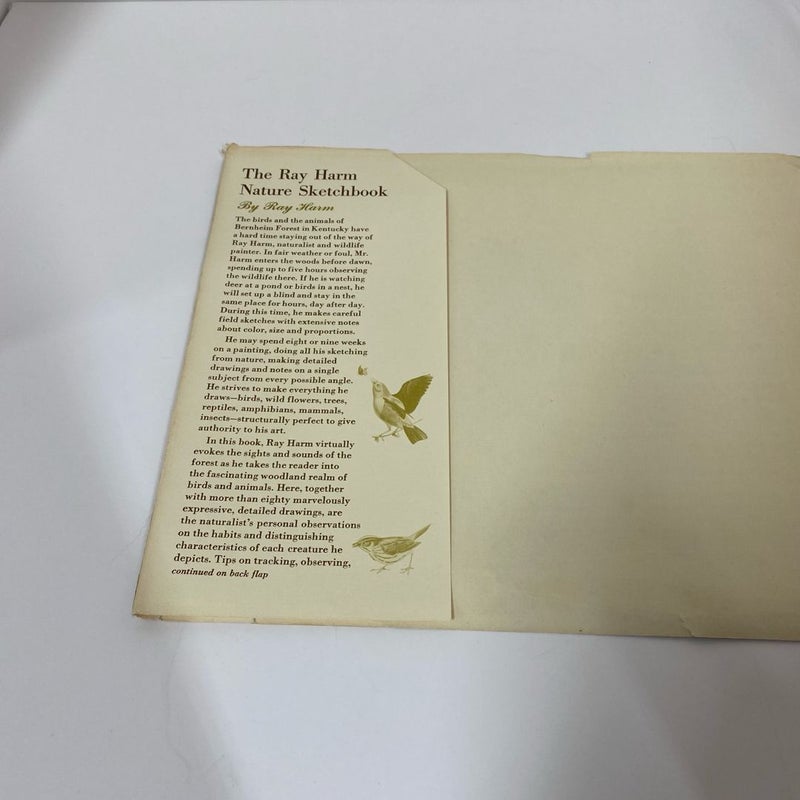 The Ray Harm
Nature Sketchbook
By Ray Harm
The birds and the animals of
Bernheim Forest in Kentucky have
a hard time staying out of the way of
Ray Harm, naturalist and wildlife
painter. In fair weather or foul, Mr.
Harm enters the woods before dawn,
spending up to five hours observing
the wildlife there. If he is watching
deer at a pond or birds in a nest, he
will set up a blind and stay in the
same place for hours, day after day.
During this time, he makes careful
field sketches with extensive notes
about color, size and proportions.
He may spend eight or nine weeks
on a painting, doing all his sketching
from nature, making detailed
drawings and notes on a single
subject from every possible angle.
He strives to make everything he
draws—birds, wild flowers, trees,
reptiles, amphibians, mammals,
insects—structurally perfect to give
authority to his art.
In this book, Ray Harm virtually
evokes the sights and sounds of the
forest as he takes the reader into
the fascinating woodland realm of
birds and animals. Here, together
with more than eighty marvelously
expressive, detailed drawings, are
the naturalist's personal observations
on the habits and distinguishing
characteristics of each creature he
depicts. Tips on tracking, observing,
continued on back flap